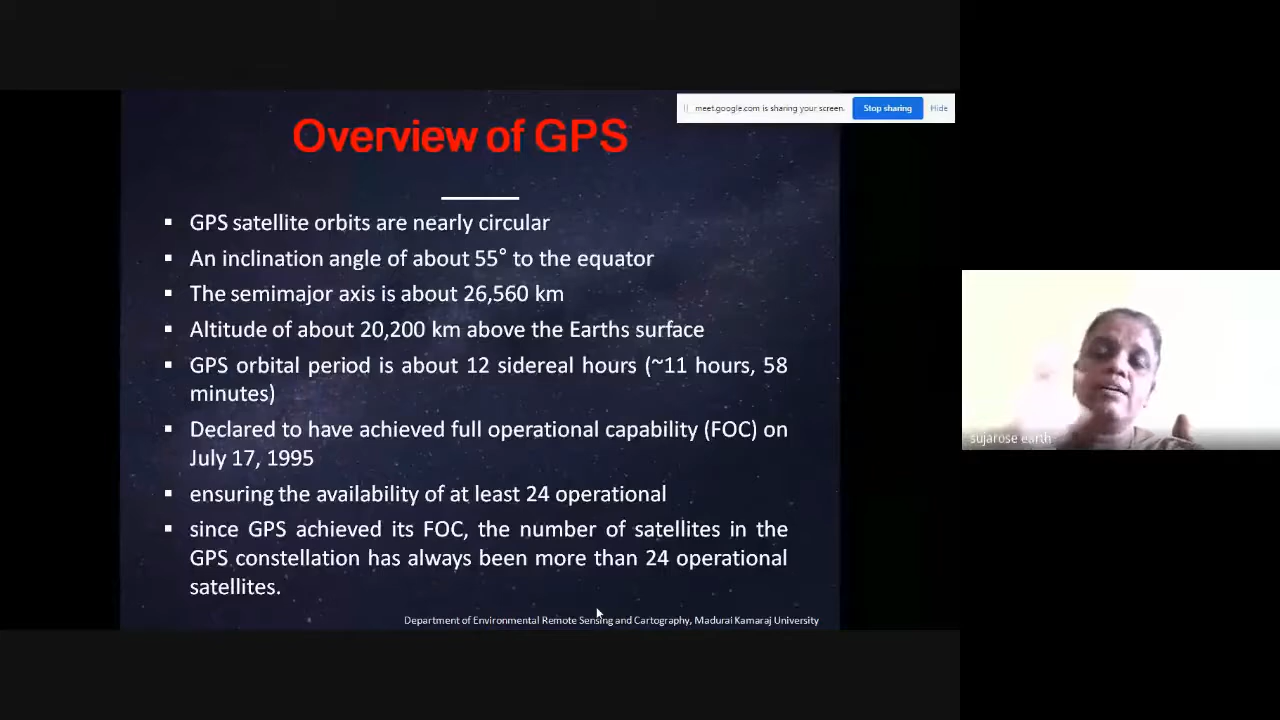 meet.google.com is sharing your screen.
Stop sharing
Hide
Overview of GPS
▪ GPS satellite orbits are nearly circular
▪ An inclination angle of about 55° to the equator
▪ The semimajor axis is about 26,560 km
▪ Altitude of about 20,200 km above the Earths surface
▪ GPS orbital period is about 12 sidereal hours (~11 hours, 58
minutes)
▪ Declared to have achieved full operational capability (FOC) on
July 17, 1995
▪ ensuring the availability of at least 24 operational
▪ since GPS achieved its FOC, the number of satellites in the
GPS constellation has always been more than 24 operational
satellites.
Department of Environmental Remote Sensing and Cartography, Madurai Kamaraj University
sujarose earth